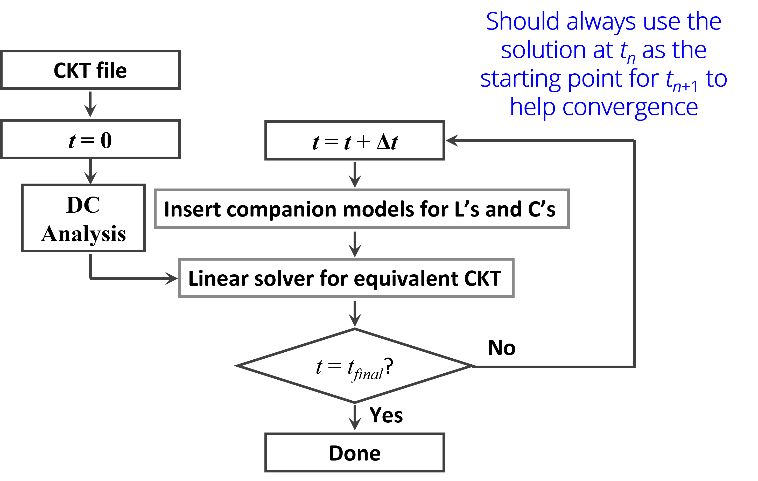 Should always use the
solution at tn as the
starting point for tn+1 to
help convergence
CKT file
t = 0
DC
Analysis
t = t + Δt
Insert companion models for L's and C's
Linear solver for equivalent CKT
t = tfinal?
No
Yes
Done